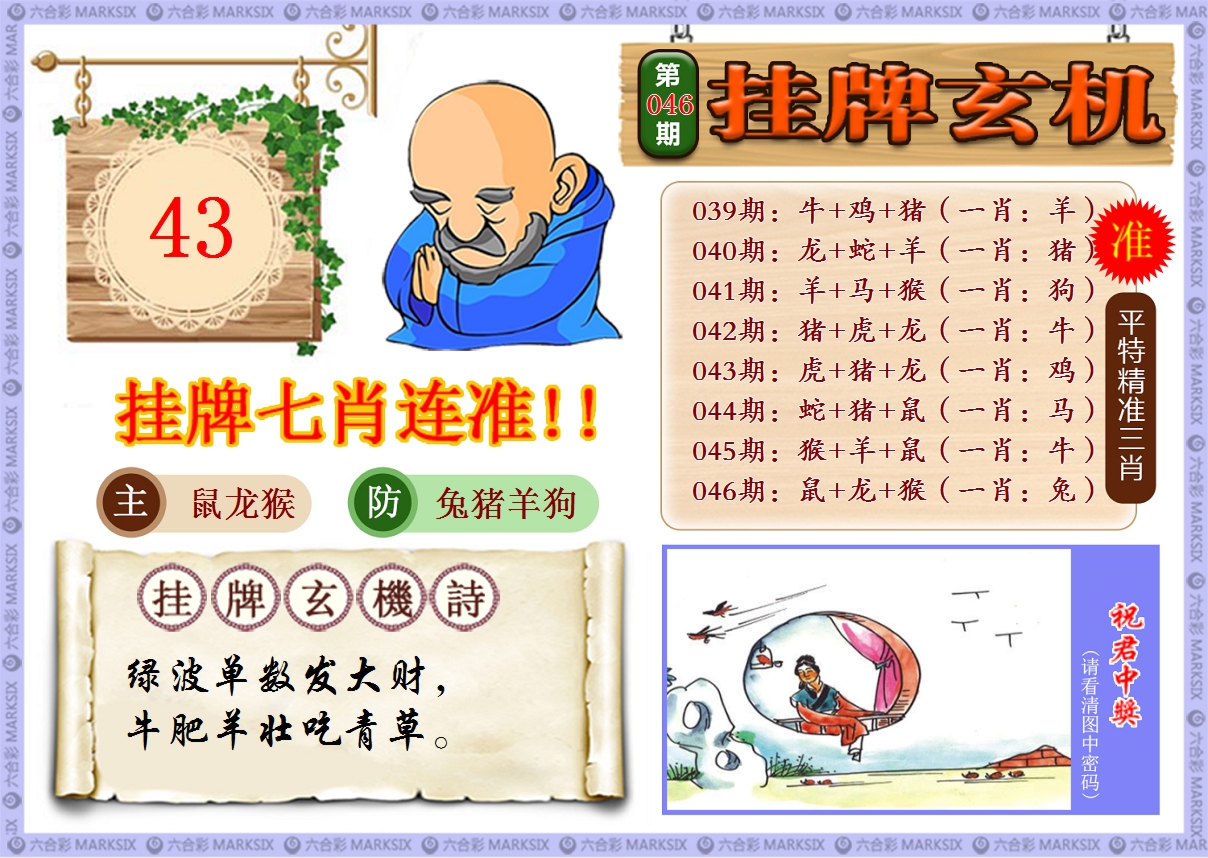 六合彩 MARKSIX
43
第046期
挂牌玄机
039期：牛+鸡+猪（一肖：羊）
040期：龙+蛇+羊（一肖：猪）
041期：羊+马+猴（一肖：狗）
042期：猪+虎+龙（一肖：牛）
043期：虎+猪+龙（一肖：鸡）
044期：蛇+猪+鼠（一肖：马）
045期：猴+羊+鼠（一肖：牛）
046期：鼠+龙+猴（一肖：兔）
准
平特精准三肖
挂牌七肖连准!!
主 鼠龙猴
防 兔猪羊狗
挂牌玄機詩
绿波单数发大财，
牛肥羊壮吃青草。
祝君中奖
（请看清图中密码）